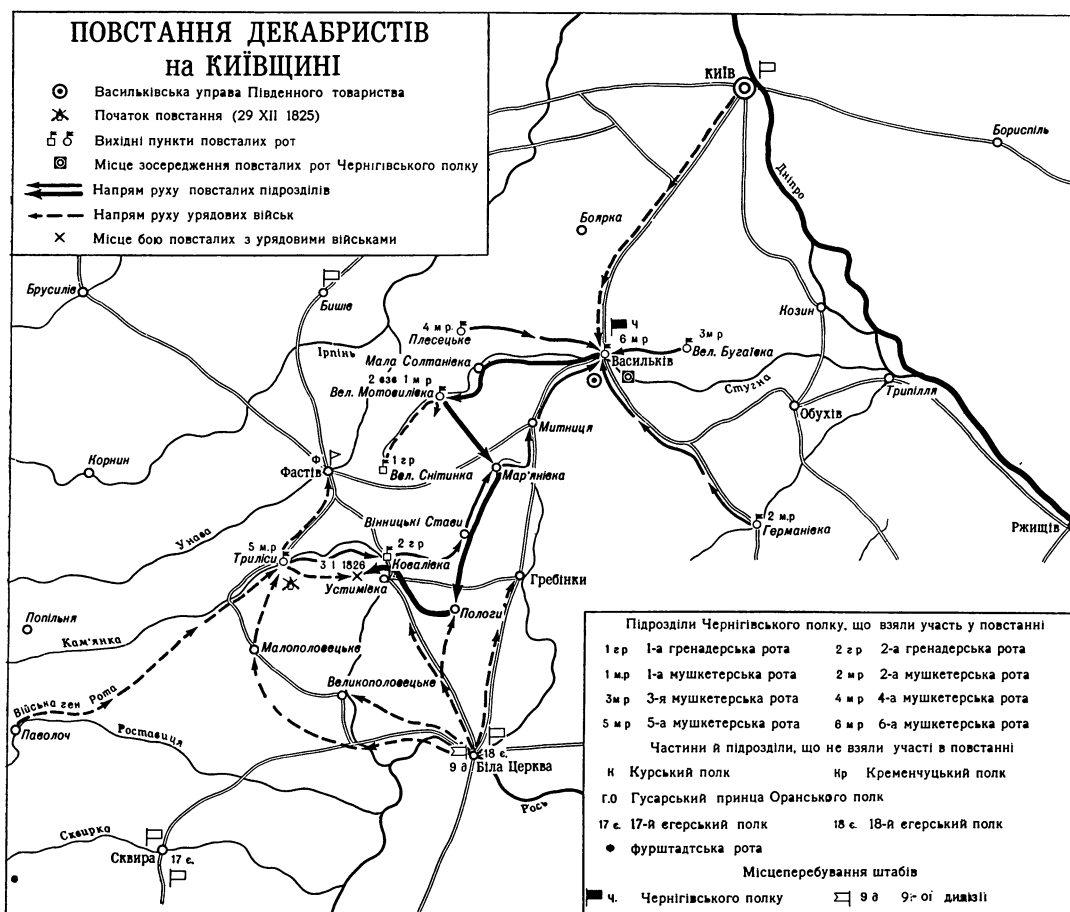 ПОВСТАННЯ ДЕКАБРИСТІВ
на КИЇВЩИНІ
Васильківська управа Південного товариства
Початок повстання (29 XII 1825)
Вихідні пункти повсталих рот
Місце зосередження повсталих рот Чернігівського полку
Напрям руху повсталих підрозділів
Напрям руху урядових військ
Місце бою повсталих з урядовими військами
КИЇВ
Бориспіль
Дніпро
Боярка
Брусилів
Бишів
Ірпінь
Козин
4 м р
Плесецьке
Ч
6 м р
Васильків
3м р
Вел. Бугаївка
Мала Солтанівка
2 взв 1 м р
Вел. Мотовилівка
Стугна
Трипілля
Обухів
Митниця
Корнин
Ф
Фастів
1 гр
Вел. Снітинка
Мар'янівка
Вінницькі Стави
2 м.р
Германівка
Ржищів
Унава
5 м.р
Триліси
3 І 1826
2 гр
Ковалівка
Устимівка
Гребінки
Пологи
Попільня
Кам'янка
Малополовецьке
Великополовецьке
Війська ген Рота
Паволоч
Роставиця
18 є.
9 д
Біла Церква
Рось
Сквирка
Сквира
17 є.
Підрозділи Чернігівського полку, що взяли участь у повстанні
1 гр 1-а гренадерська рота 2 гр 2-а гренадерська рота
1 м.р 1-а мушкетерська рота 2 м.р 2-а мушкетерська рота
3м р 3-я мушкетерська рота 4 м р 4-а мушкетерська рота
5 м р 5-а мушкетерська рота 6 м р 6-а мушкетерська рота
Частини й підрозділи, що не взяли участі в повстанні
К Курський полк Кр Кременчуцький полк
Г.О Гусарський принца Оранського полк
17 є. 17-й егерський полк 18 є. 18-й егерський полк
фурштадтська рота
Місцеперебування штабів
Ч. Чернігівського полку 9 д 9-ої дивізії